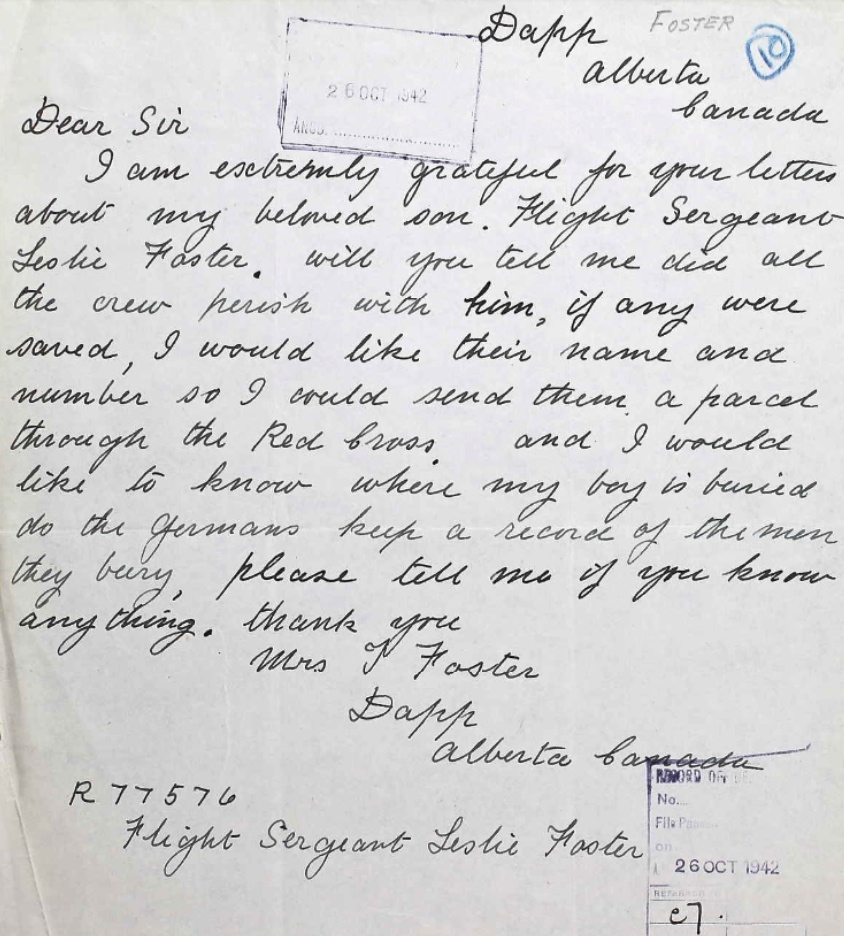 Dapp FOSTER 10
Alberta
Canada
26 OCT 1942
Dear Sir
I am esctremly grateful for your letters
about my beloved son. Flight Sergeant
Leslie Foster. will you tell me did all
the crew perish with him, if any were
saved, I would like their name and
number so I could send them a parcel
through the Red Cross. and I would
like to know where my boy is buried
do the Germans keep a record of the men
they bury, please tell me if you know
anything. thank you
Mrs J Foster
Dapp
Alberta Canada
R 77576
Flight Sergeant Leslie Foster
RECORD OFF
No.
File
on
26 OCT 1942